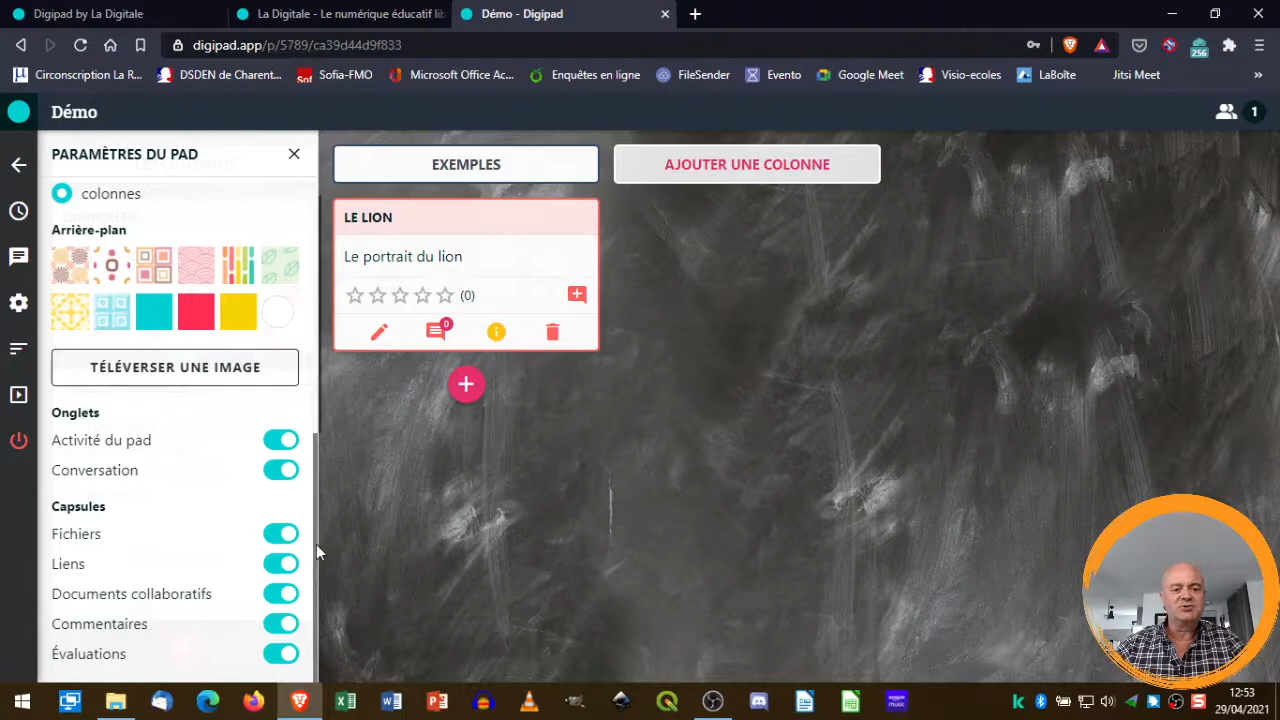 Digipad by La Digitale
La Digitale - Le numérique éducatif lib
Démo - Digipad
digipad.app/p/5789/ca39d44d9f833
256
Circonscription La R...
DSDEN de Charent...
Sofia-FMO
Microsoft Office Ac...
Enquêtes en ligne
FileSender
Evento
Google Meet
Visio-ecoles
LaBoîte
Jitsi Meet
»
Démo
1
PARAMÈTRES DU PAD
colonnes
Arrière-plan
TÉLÉVERSER UNE IMAGE
Onglets
Activité du pad
Conversation
Capsules
Fichiers
Liens
Documents collaboratifs
Commentaires
Évaluations
EXEMPLES
AJOUTER UNE COLONNE
LE LION
Le portrait du lion
(0)
0
12:53
29/04/2021